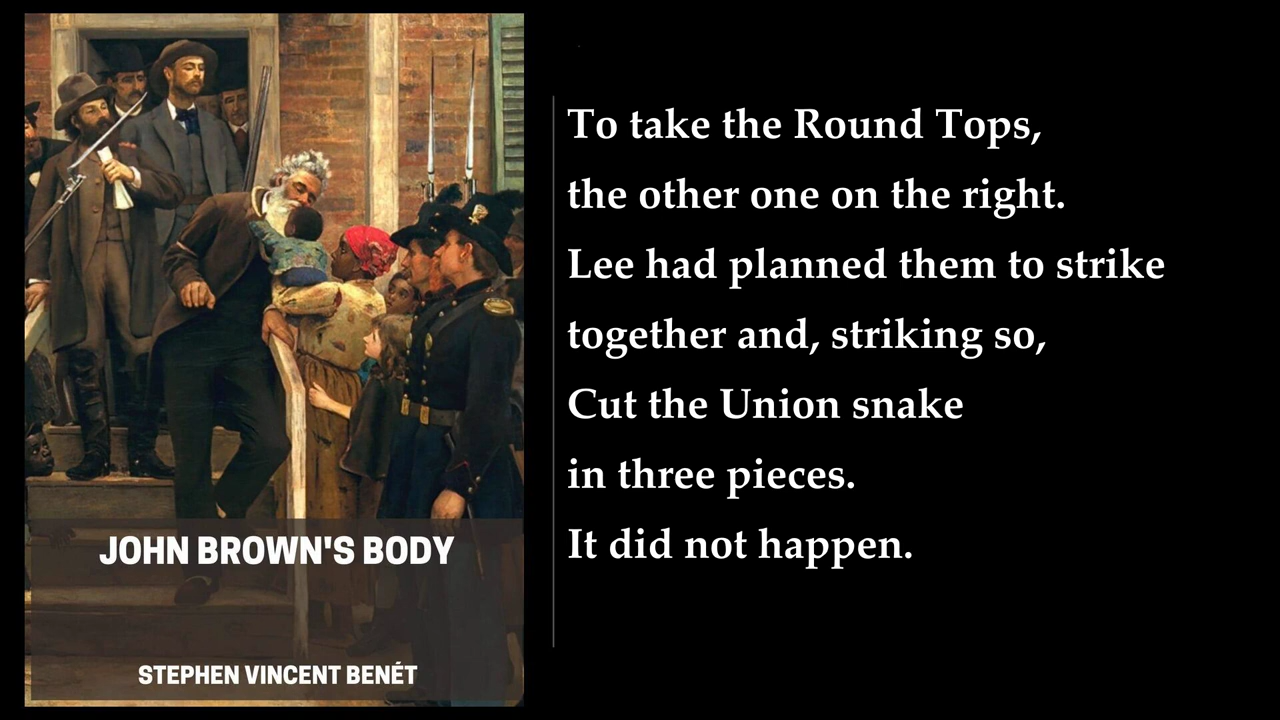 JOHN BROWN'S BODY
STEPHEN VINCENT BENÉT
To take the Round Tops,
the other one on the right.
Lee had planned them to strike
together and, striking so,
Cut the Union snake
in three pieces.
It did not happen.